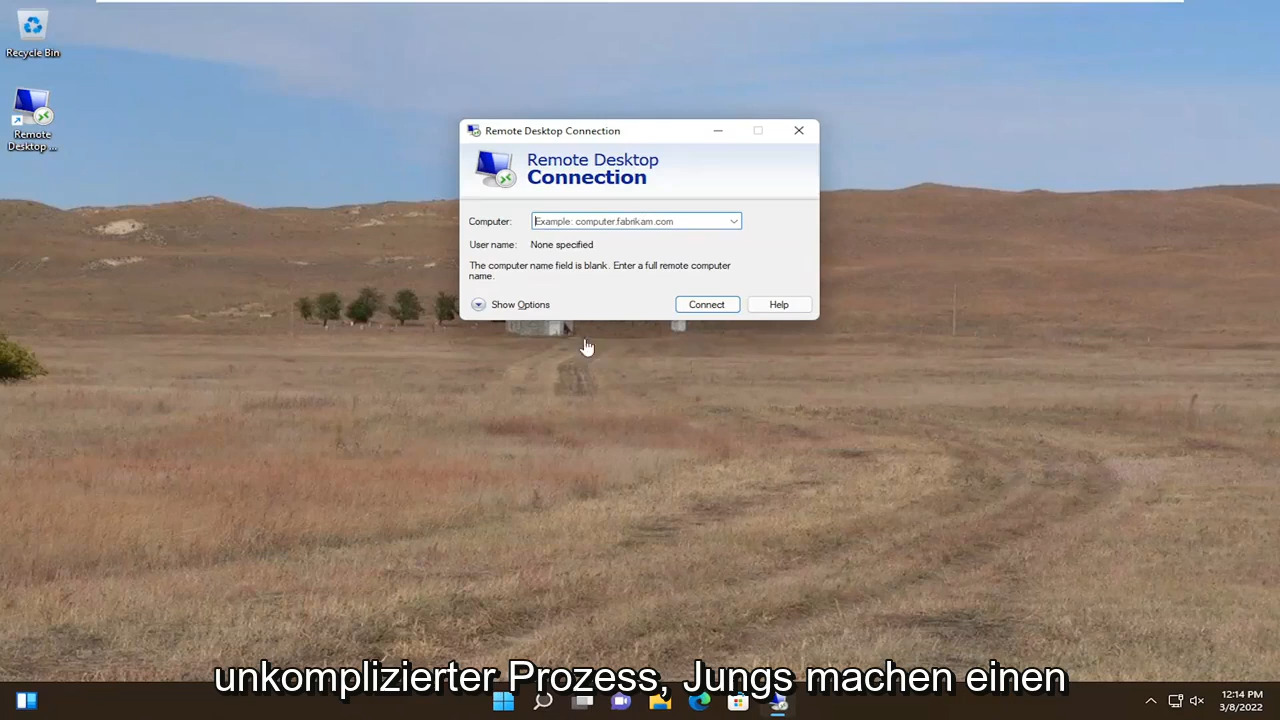 Recycle Bin
Remote
Desktop ...
Remote Desktop Connection
Remote Desktop
Connection
Computer:
Example: computer.fabrikam.com
User name:
None specified
The computer name field is blank. Enter a full remote computer
name.
Show Options
Connect
Help
unkomplizierter Prozess, Jungs machen einen
12:14 PM
3/8/2022